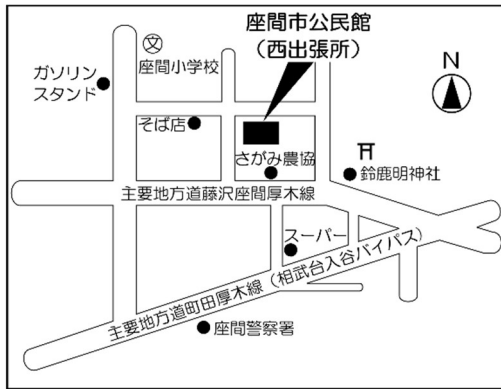 座間市公民館
(西出張所)
文
座間小学校
N
ガソリン
スタンド
そば店
さがみ農協
鈴鹿明神社
主要地方道藤沢座間厚木線
スーパー
主要地方道町田厚木線(相武台入谷バイパス)
座間警察署